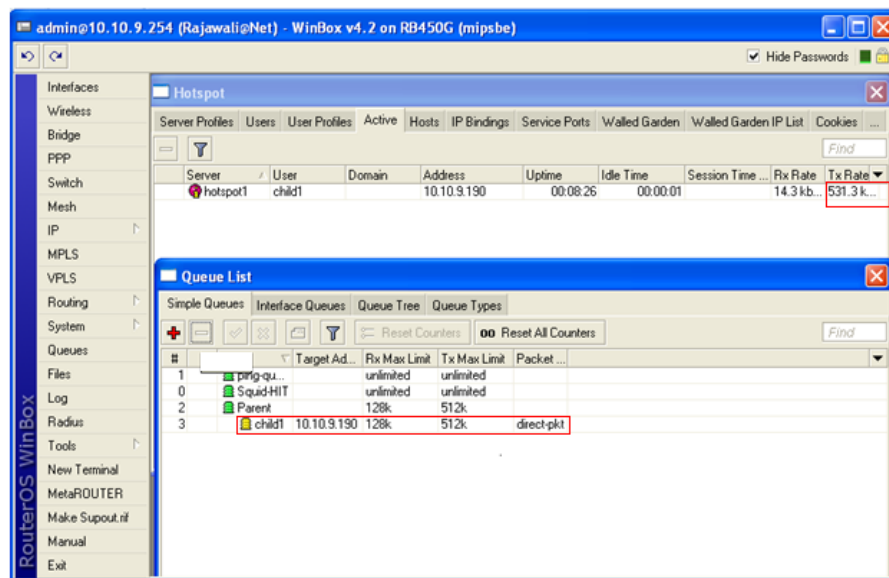 admin@10.10.9.254 (Rajawali@Net) - WinBox v4.2 on RB450G (mipsbe)
Hide Passwords
Interfaces
Wireless
Bridge
PPP
Switch
Mesh
IP
MPLS
VPLS
Routing
System
Queues
Files
Log
Radius
Tools
New Terminal
MetaROUTER
Make Supout.rif
Manual
Exit
RouterOS WinBox
Hotspot
Server Profiles Users User Profiles Active Hosts IP Bindings Service Ports Walled Garden Walled Garden IP List Cookies ...
Find
Server User Domain Address Uptime Idle Time Session Time ... Rx Rate Tx Rate
hotspot1 child1 10.10.9.190 00:08:26 00:00:01 14.3 kb... 531.3 k...
Queue List
Simple Queues Interface Queues Queue Tree Queue Types
Reset Counters 00 Reset All Counters
Find
# Target Ad... Rx Max Limit Tx Max Limit Packet ...
1 ping-qu... unlimited unlimited
0 Squid-HIT unlimited unlimited
2 Parent 128k 512k
3 child1 10.10.9.190 128k 512k direct-pkt